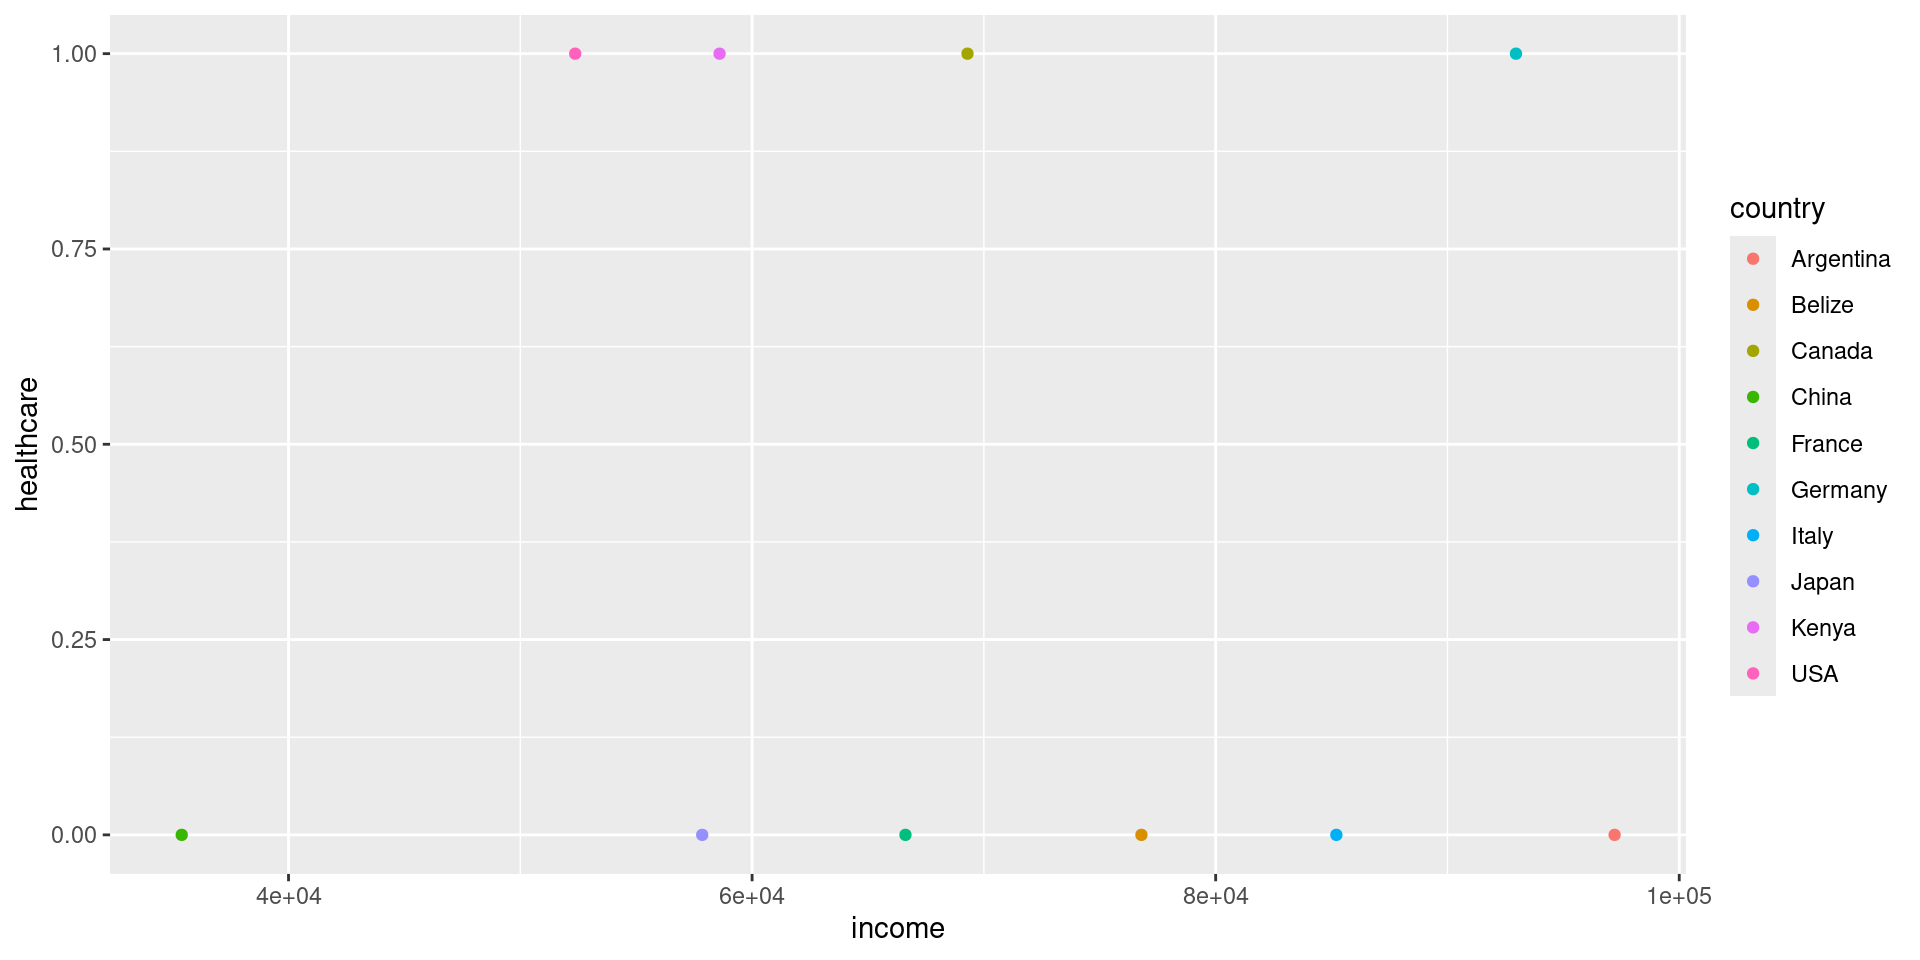 1.00
0.75
0.50
0.25
0.00
healthcare
4e+04
6e+04
8e+04
1e+05
income
country
Argentina
Belize
Canada
China
France
Germany
Italy
Japan
Kenya
USA